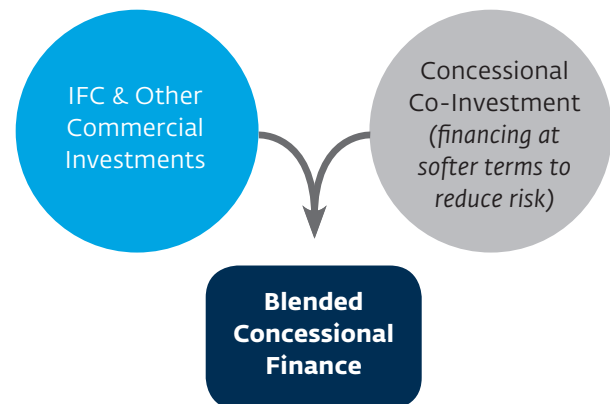 IFC & Other
Commercial
Investments
Concessional
Co-Investment
(financing at
softer terms to
reduce risk)
Blended
Concessional
Finance